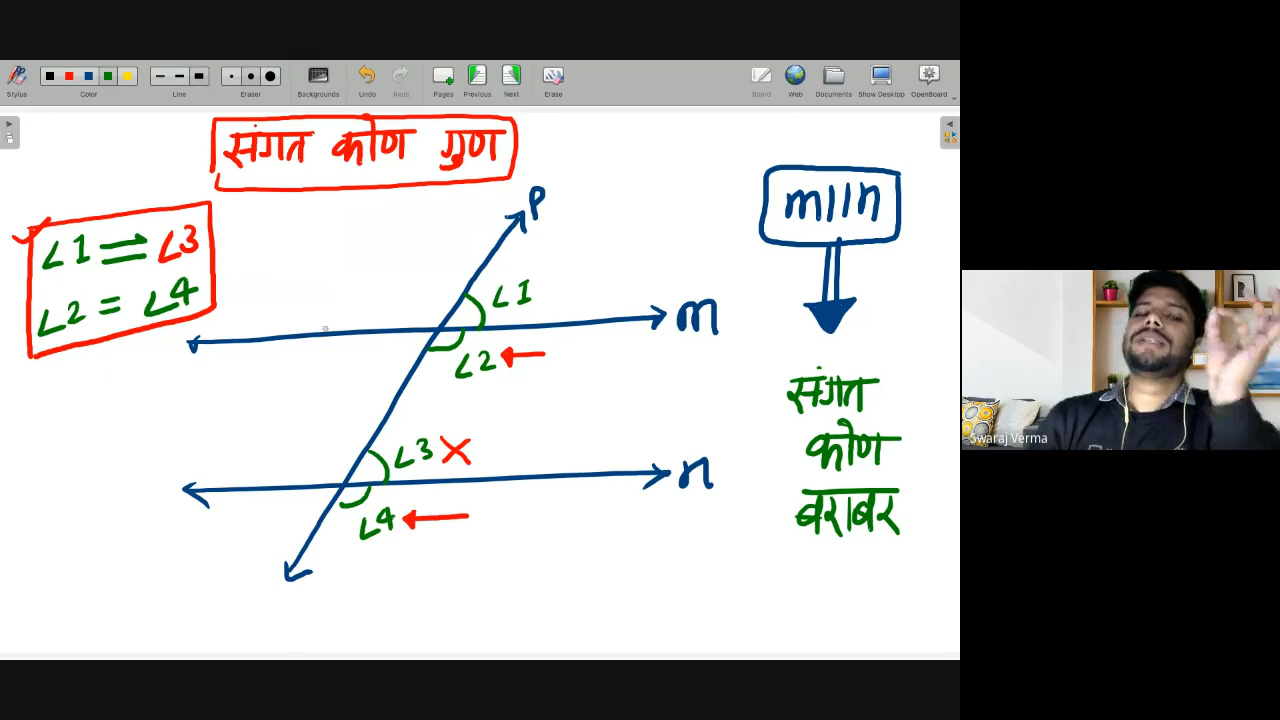 Stylus
Color
Line
Eraser
Backgrounds
Undo
Redo
Pages
Previous
Next
Erase
Board
Web
Documents
Show Desktop
OpenBoard
संगत कोण गुण
∠1 = ∠3
∠2 = ∠4
P
∠1
m
∠2
∠3 X
n
∠4
m||n
संगत
कोण
बराबर
Swaraj Verma